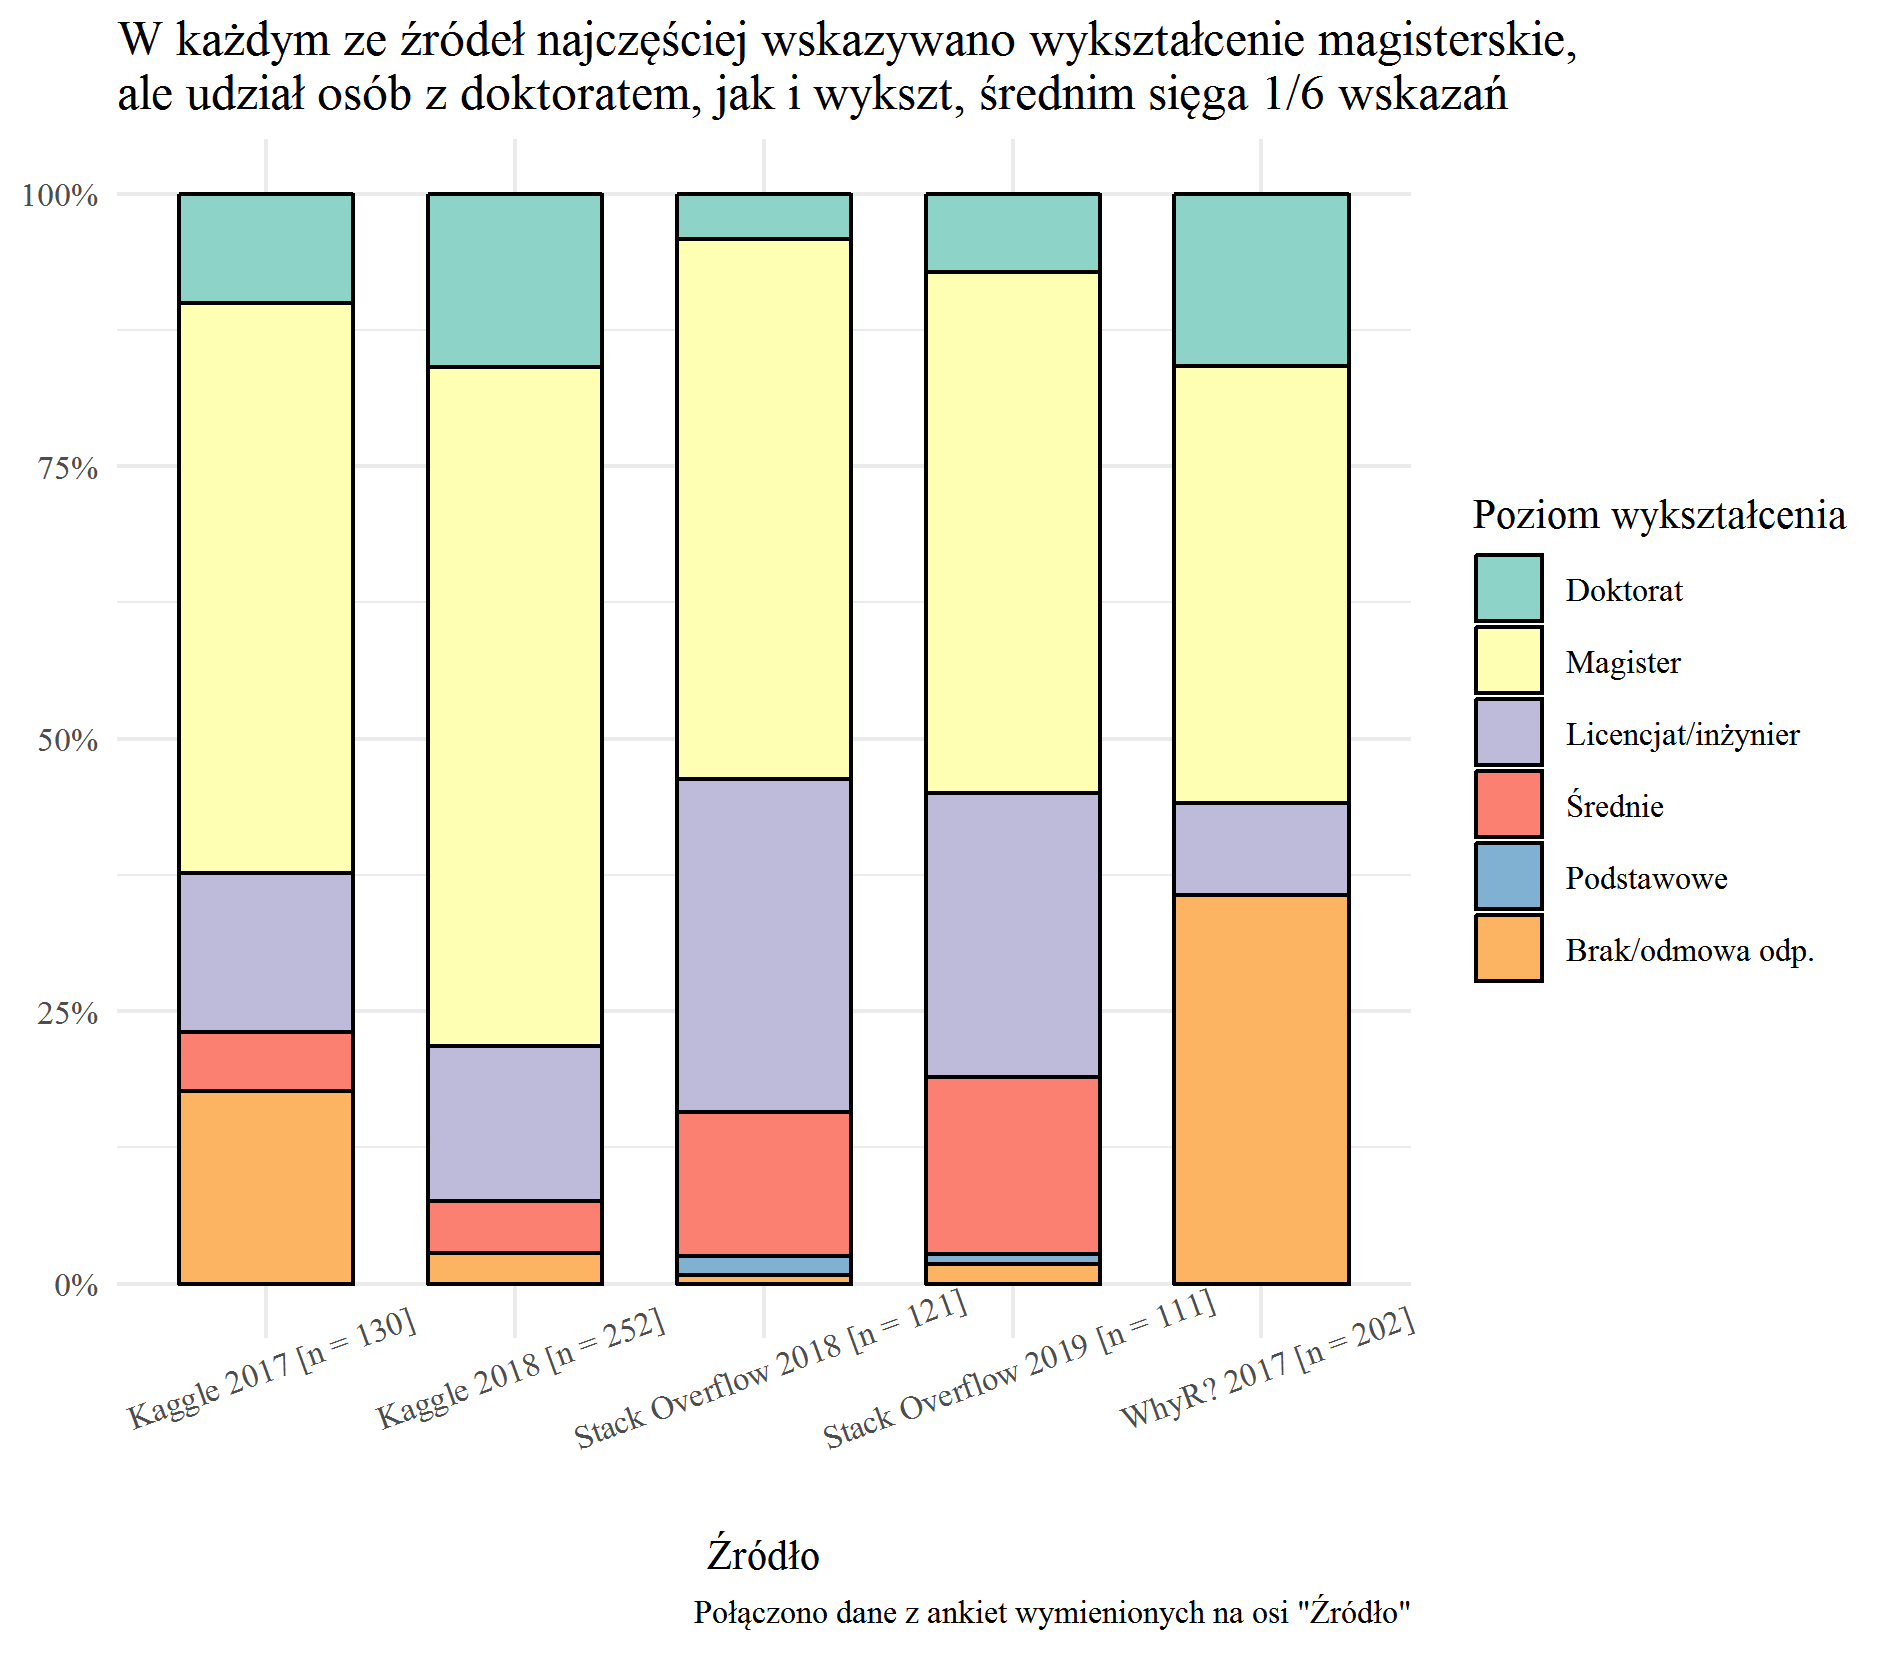 W każdym ze źródeł najczęściej wskazywano wykształcenie magisterskie,
ale udział osób z doktoratem, jak i wykszt, średnim sięga 1/6 wskazań
100%
75%
50%
25%
0%
Kaggle 2017 [n = 130]
Kaggle 2018 [n = 252]
Stack Overflow 2018 [n = 121]
Stack Overflow 2019 [n = 111]
WhyR? 2017 [n = 202]
Źródło
Połączono dane z ankiet wymienionych na osi "Źródło"
Poziom wykształcenia
Doktorat
Magister
Licencjat/inżynier
Średnie
Podstawowe
Brak/odmowa odp.